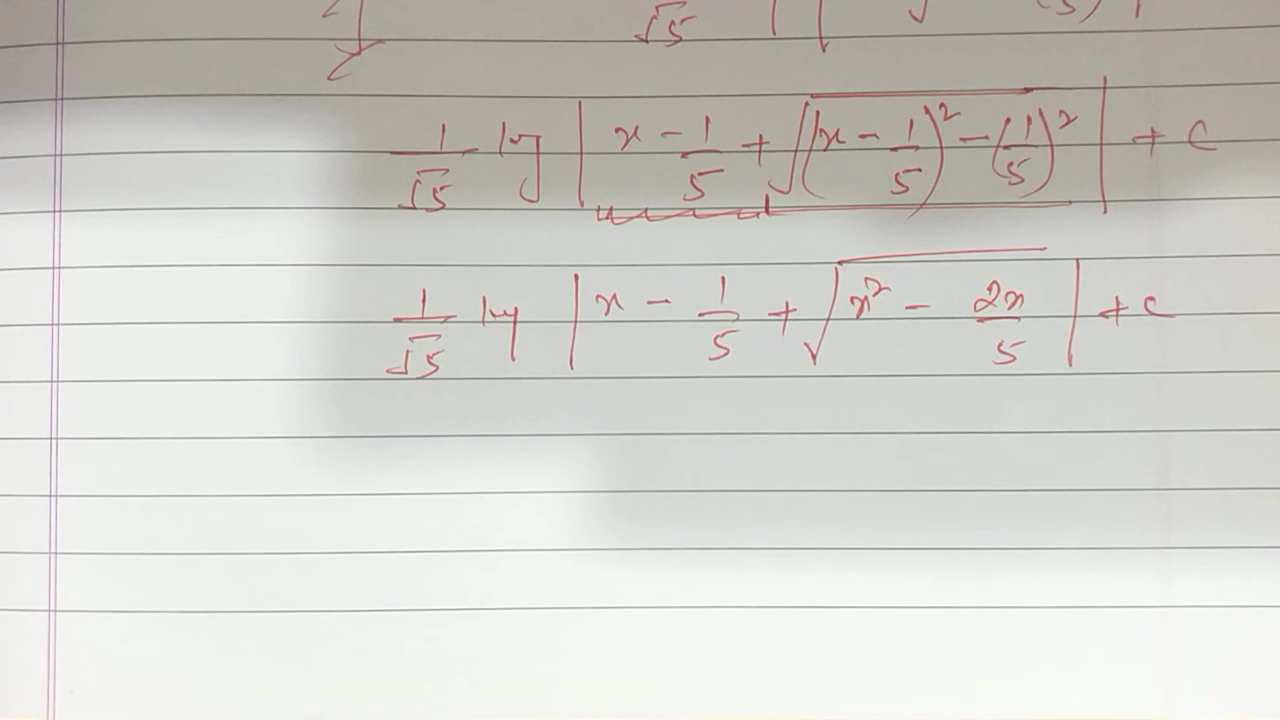 √5 | |
1/√5 log | x - 1/5 + √((x - 1/5)² - (1/5)²) | + c
1/√5 log | x - 1/5 + √(x² - 2x/5) | + c